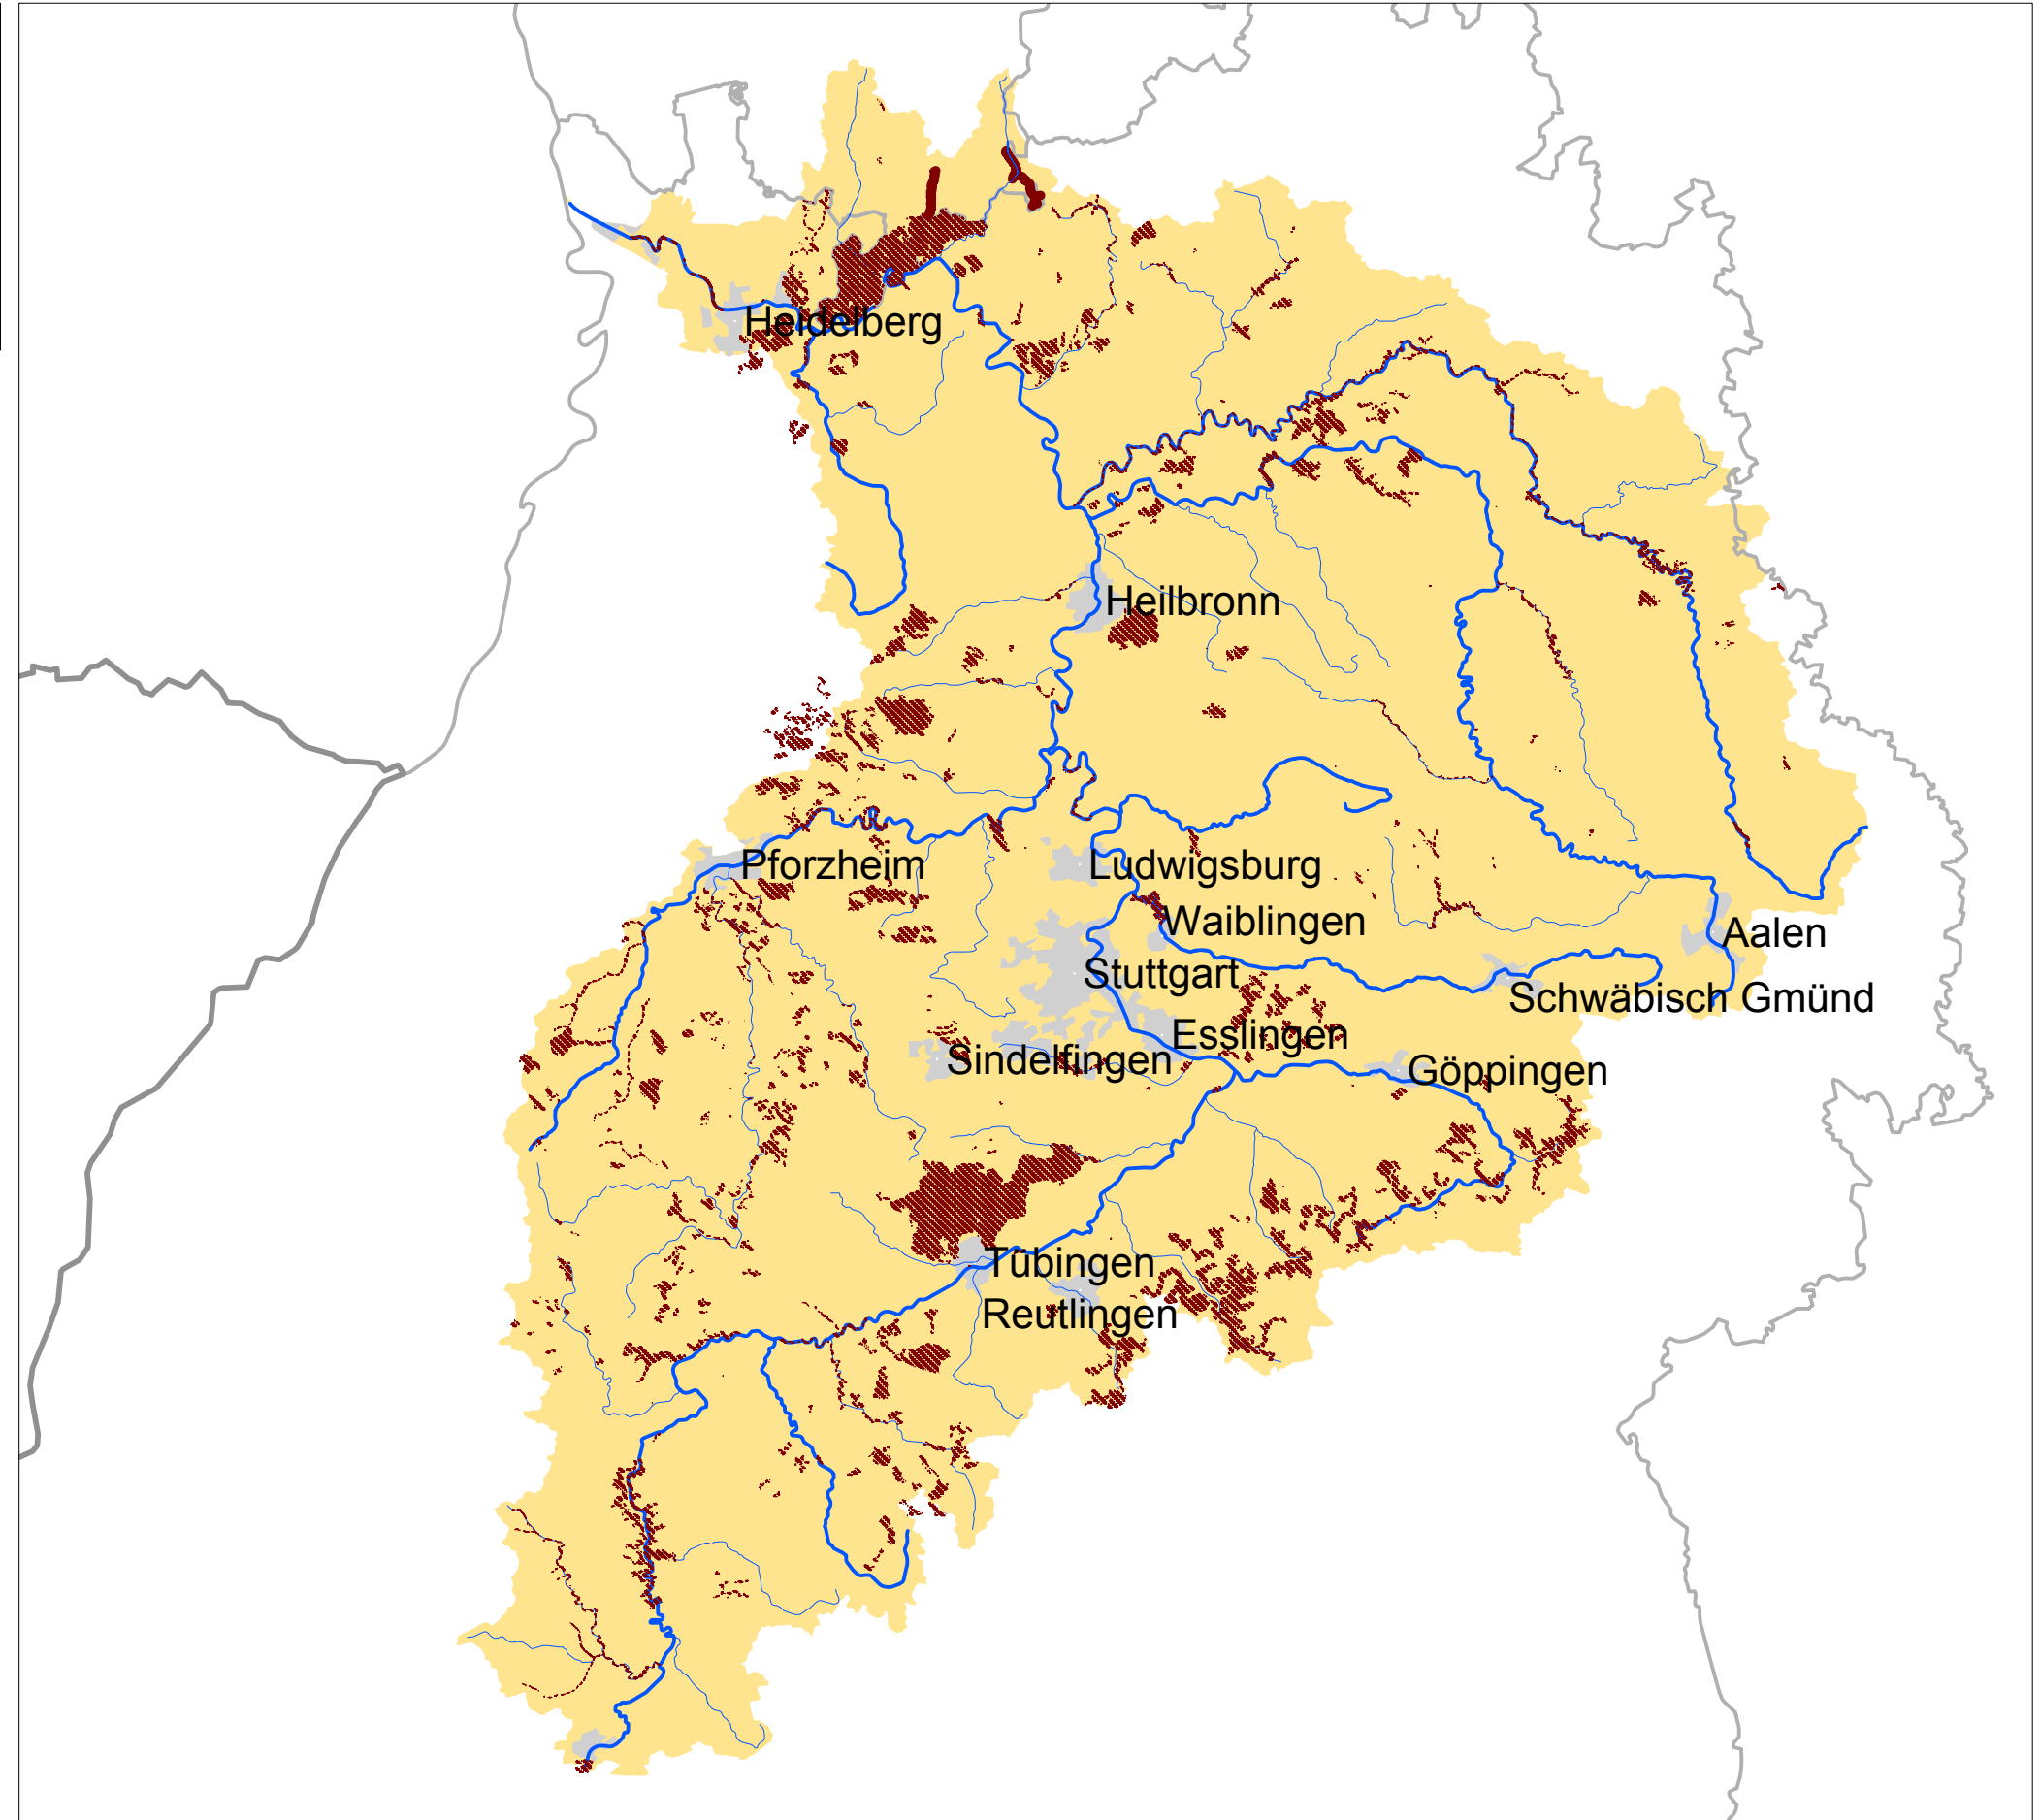 Heidelberg
Heilbronn
Pforzheim
Ludwigsburg
Waiblingen
Aalen
Stuttgart
Schwäbisch Gmünd
Esslingen
Sindelfingen
Göppingen
Tübingen
Reutlingen